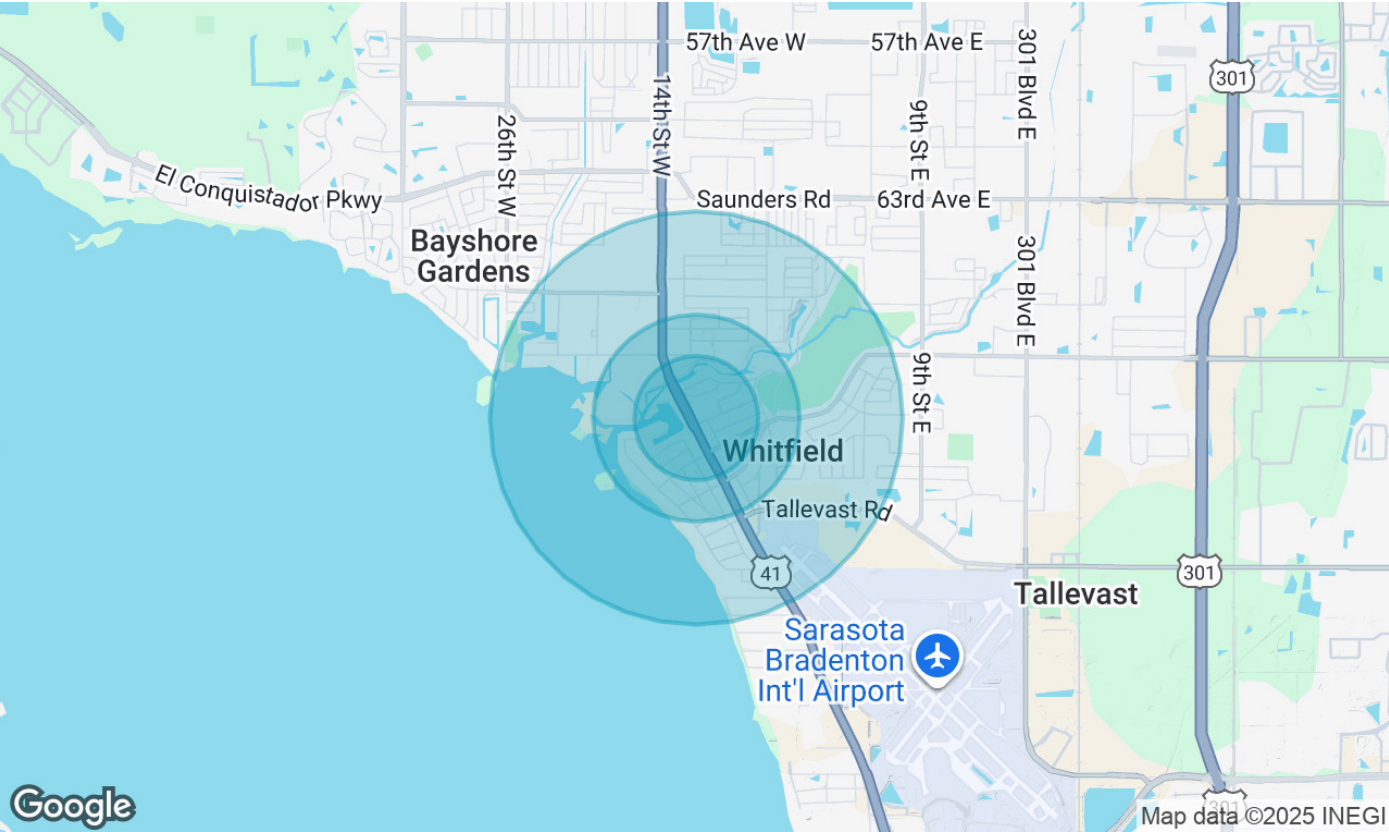 57th Ave W
57th Ave E
301 Blvd E
301
14th St W
9th St E
26th St W
El Conquistador Pkwy
Saunders Rd
63rd Ave E
Bayshore
Gardens
301 Blvd E
9th St E
Whitfield
Tallevast Rd
41
301
Tallevast
Sarasota
Bradenton
Int'l Airport
301
Google
Map data ©2025 INEGI